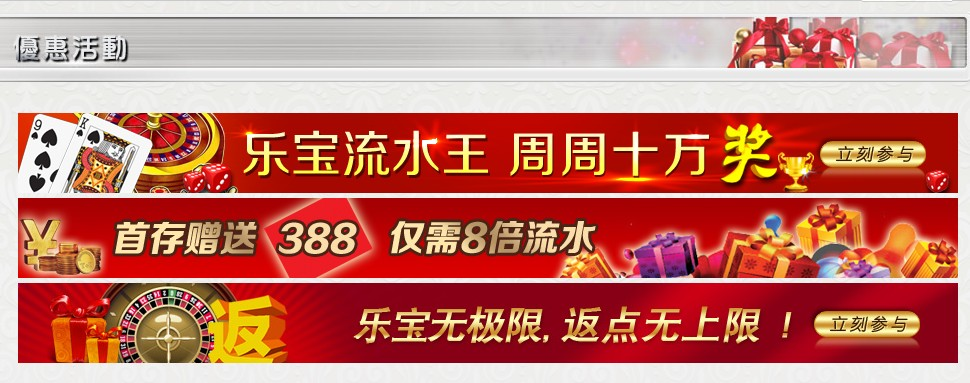 優惠活動
乐宝流水王 周周十万奖 立刻参与
首存赠送 388 仅需8倍流水
返 乐宝无极限, 返点无上限 ! 立刻参与